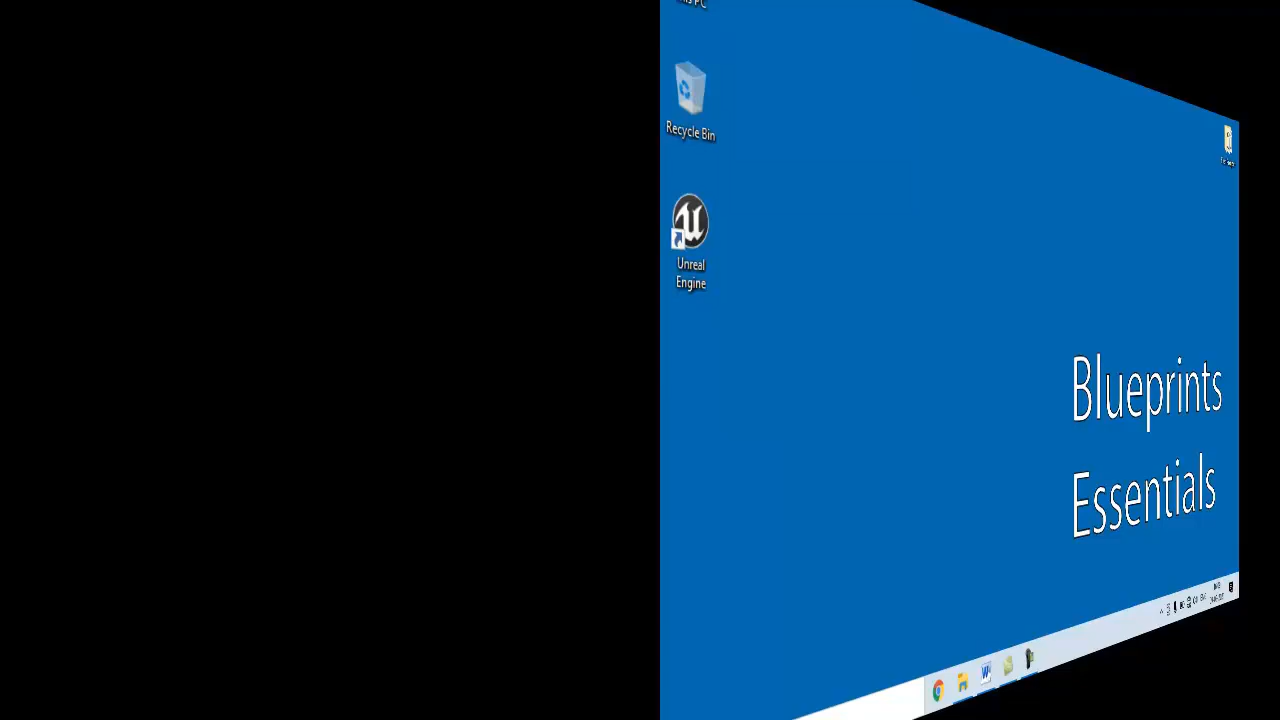 Recycle Bin
Unreal
Engine
Blueprints
Essentials